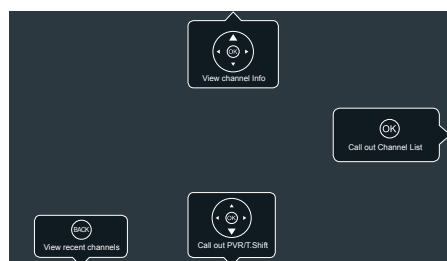 OK
View channel Info
OK
Call out Channel List
OK
Call out PVR/T.Shift
BACK
View recent channels